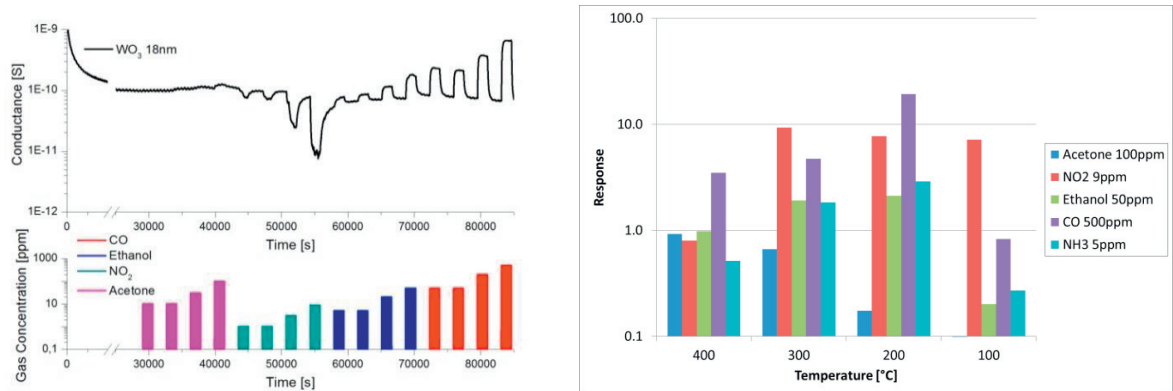 1E-9
1E-10
1E-11
1E-12
Conductance [S]
WO3 18nm
0 30000 40000 50000 60000 70000 80000
Time [s]
CO
Ethanol
NO2
Acetone
1000
10
0,1
Gas Concentration [ppm]
0 30000 40000 50000 60000 70000 80000
Time [s]
100.0
10.0
1.0
0.1
Response
400 300 200 100
Temperature [°C]
Acetone 100ppm
NO2 9ppm
Ethanol 50ppm
CO 500ppm
NH3 5ppm